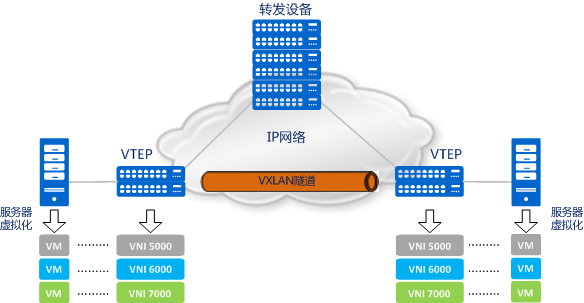 转发设备
IP网络
VTEP
VTEP
VXLAN隧道
服务器
虚拟化
服务器
虚拟化
VM ········· VNI 5000
VNI 5000 ········· VM
VM ········· VNI 6000
VNI 6000 ········· VM
VM ········· VNI 7000
VNI 7000 ········· VM